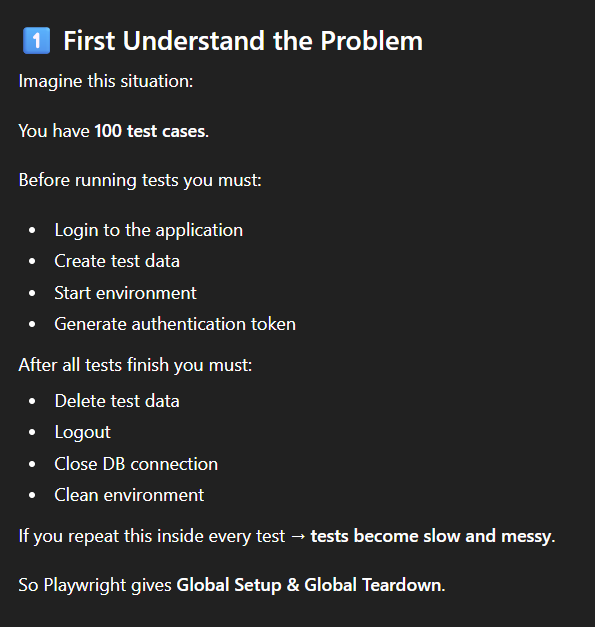 1️⃣ First Understand the Problem
Imagine this situation:
You have 100 test cases.
Before running tests you must:
• Login to the application
• Create test data
• Start environment
• Generate authentication token
After all tests finish you must:
• Delete test data
• Logout
• Close DB connection
• Clean environment
If you repeat this inside every test → tests become slow and messy.
So Playwright gives Global Setup & Global Teardown.